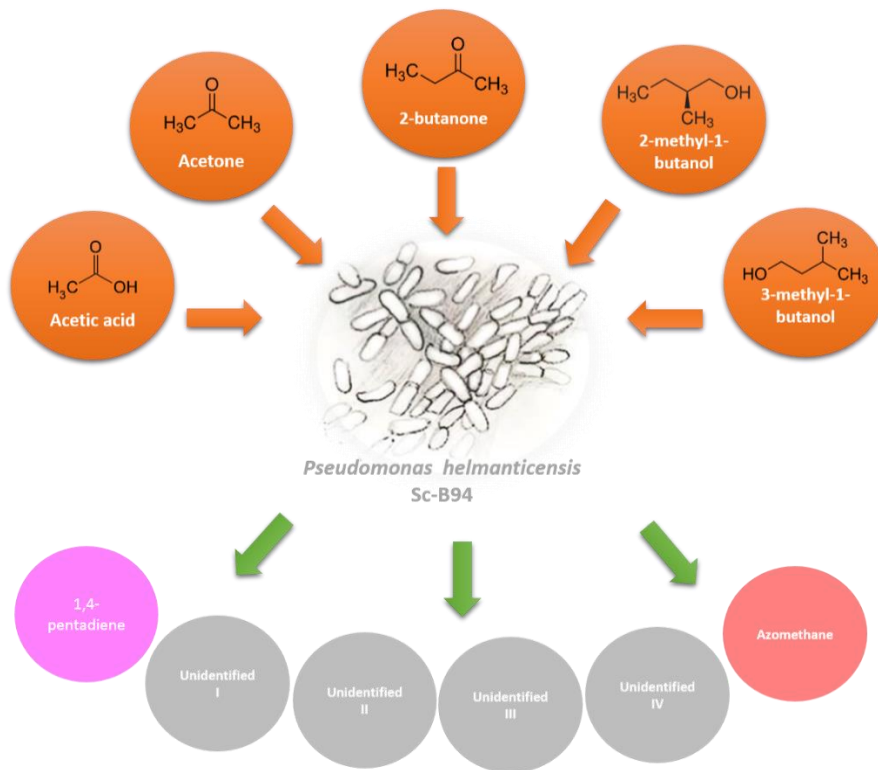 O
H₃C
CH₃
2-butanone
O
H₃C
CH₃
Acetone
H₃C
OH
CH₃
2-methyl-1-
butanol
O
H₃C
OH
Acetic acid
CH₃
HO
CH₃
3-methyl-1-
butanol
Pseudomonas helmanticensis
Sc-B94
1,4-
pentadiene
Unidentified
I
Unidentified
II
Unidentified
III
Unidentified
IV
Azomethane